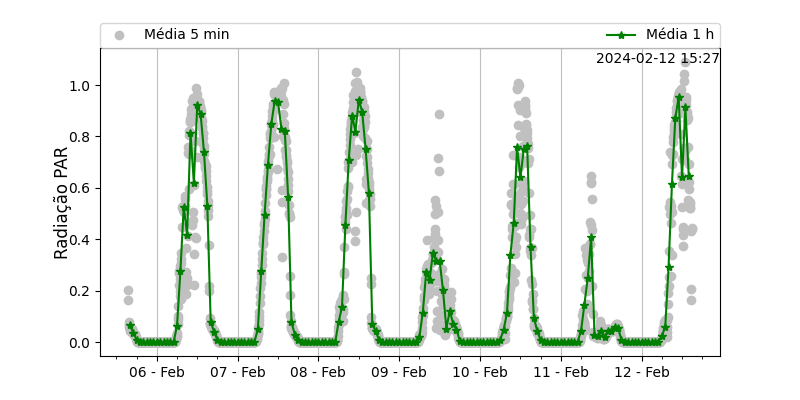 Média 5 min
Média 1 h
2024-02-12 15:27
1.0
0.8
0.6
0.4
0.2
0.0
Radiação PAR
06 - Feb
07 - Feb
08 - Feb
09 - Feb
10 - Feb
11 - Feb
12 - Feb